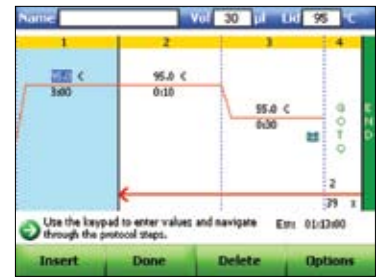 Name Vol 30 µl Lid 95 °C
1 2 3 4
95.0 C 95.0 C
3:00 0:10
55.0 C
0:30
GOTO
END
2
39 x
Use the keypad to enter values and navigate Est: 01:13:00
through the protocol steps.
Insert Done Delete Options